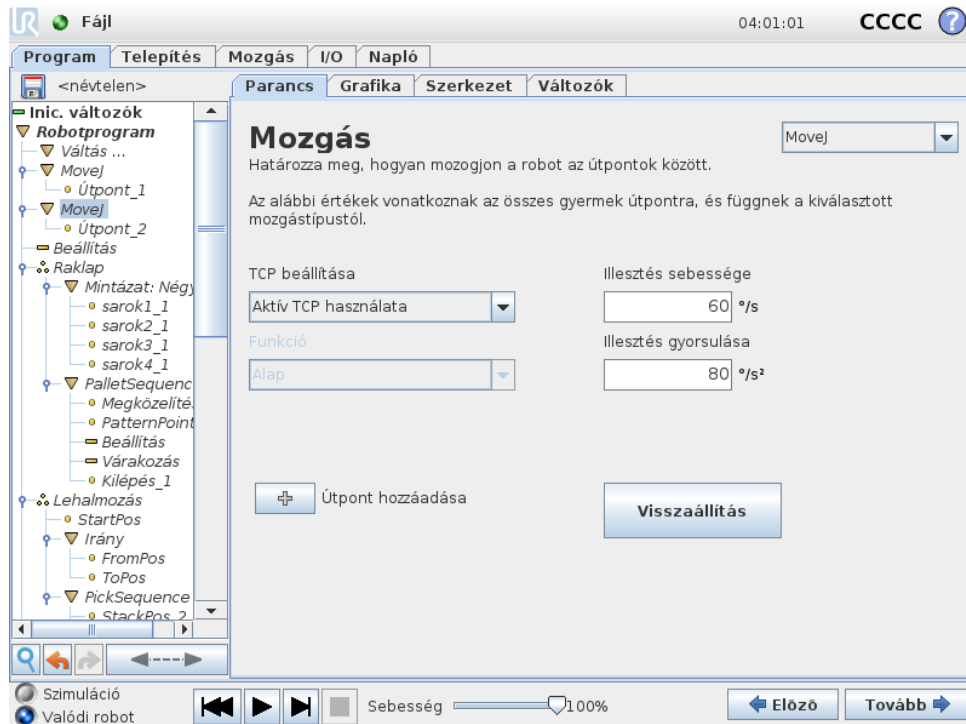 UR Fájl 04:01:01 CCCC ?
Program Telepítés Mozgás I/O Napló
<névtelen>
Parancs Grafika Szerkezet Változók
Inic. változók
Robotprogram
Váltás ...
MoveJ
Útpont_1
MoveJ
Útpont_2
Beállítás
Raklap
Mintázat: Négy
sarok1_1
sarok2_1
sarok3_1
sarok4_1
PalletSequenc
Megközelíté
PatternPoint
Beállítás
Várakozás
Kilépés_1
Lehalmozás
StartPos
Irány
FromPos
ToPos
PickSequence
StackPos_2
Mozgás
MoveJ
Határozza meg, hogyan mozogjon a robot az útpontok között.
Az alábbi értékek vonatkoznak az összes gyermek útpontra, és függnek a kiválasztott
mozgástípustól.
TCP beállítása
Aktív TCP használata
Funkció
Alap
Illesztés sebessége
60 °/s
Illesztés gyorsulása
80 °/s²
Útpont hozzáadása
Visszaállítás
Szimuláció
Valódi robot
Sebesség 100%
Előző
Tovább